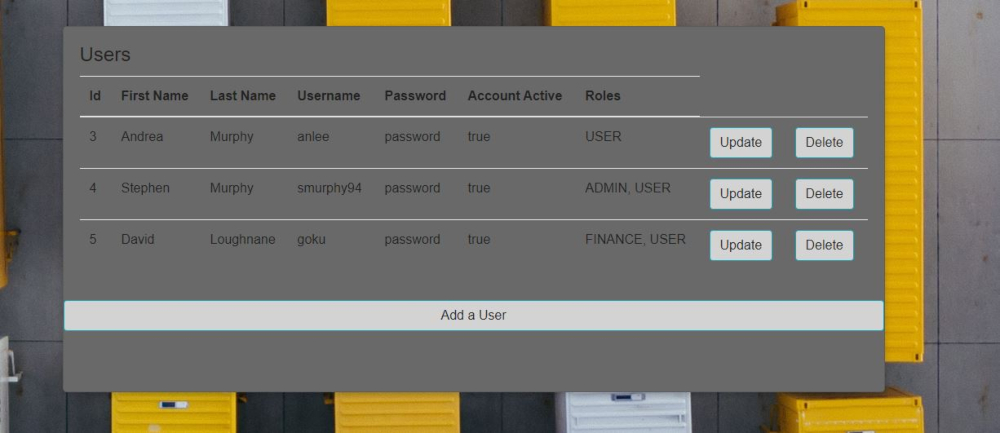 Users
Id First Name Last Name Username Password Account Active Roles
3 Andrea Murphy anlee password true USER Update Delete
4 Stephen Murphy smurphy94 password true ADMIN, USER Update Delete
5 David Loughnane goku password true FINANCE, USER Update Delete
Add a User